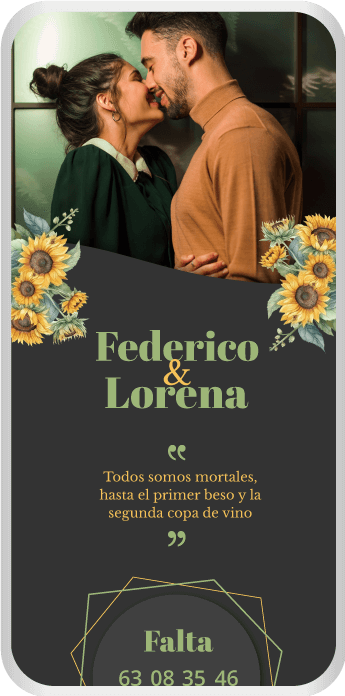 Federico
&
Lorena
“
Todos somos mortales,
hasta el primer beso y la
segunda copa de vino
”
Falta
63 08 35 46